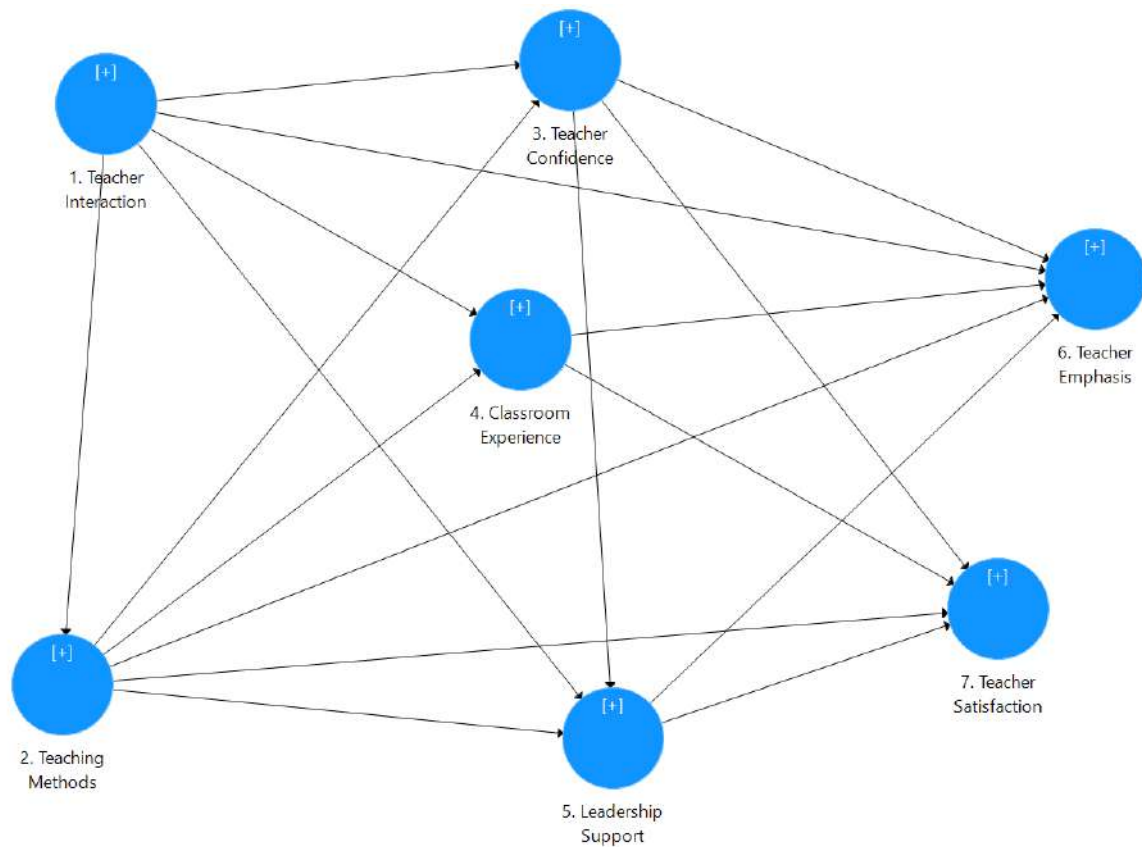 [+]
1. Teacher
Interaction
[+]
3. Teacher
Confidence
[+]
4. Classroom
Experience
[+]
6. Teacher
Emphasis
[+]
2. Teaching
Methods
[+]
5. Leadership
Support
[+]
7. Teacher
Satisfaction